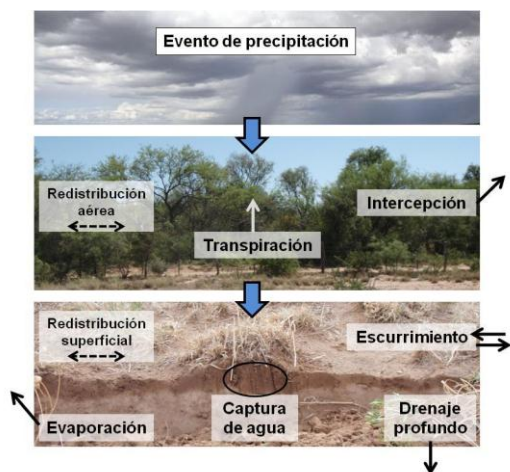 Evento de precipitación
Redistribución
aérea
Intercepción
Transpiración
Redistribución
superficial
Escurrimiento
Evaporación
Captura
de agua
Drenaje
profundo